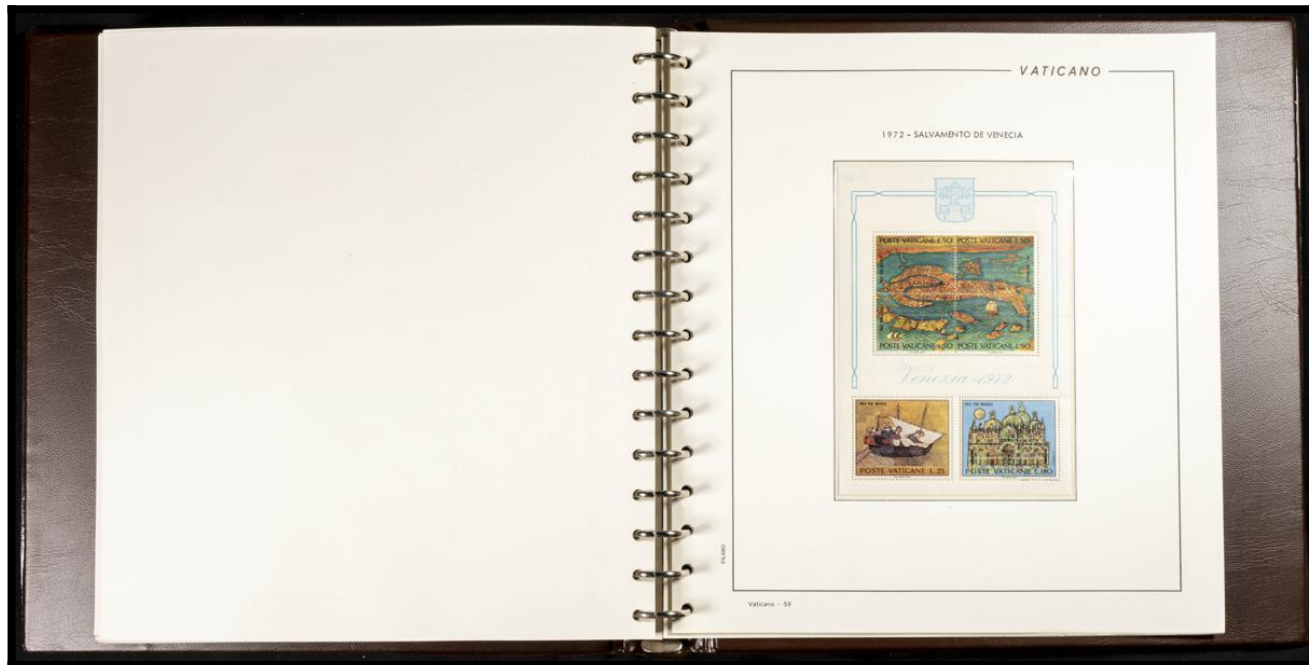 VATICANO
1972 - SALVAMENTO DE VENECIA
POSTE VATICANE L.50 POSTE VATICANE L.50
POSTE VATICANE L.50 POSTE VATICANE L.50
Venezia-1972
POSTE VATICANE L.25
POSTE VATICANE L.180
FILABO
Vaticano - 59